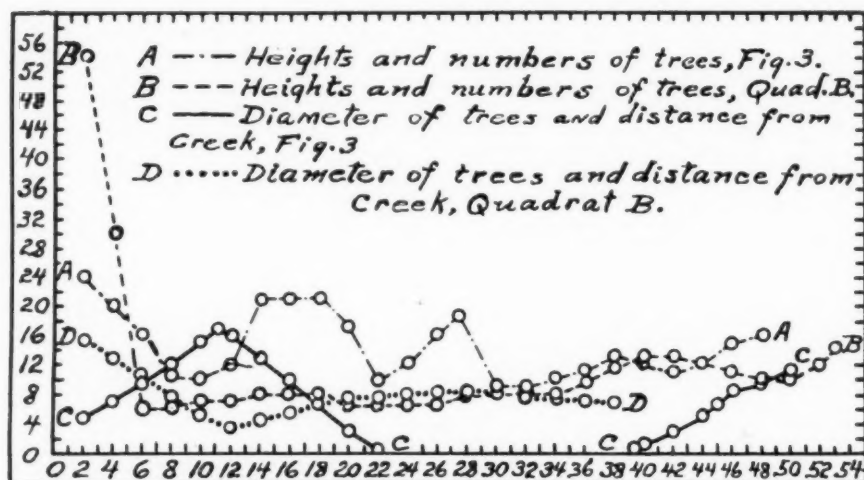 56
52
48
44
40
36
32
28
24
20
16
12
8
4
0
B
A
D
C
A —·— Heights and numbers of trees, Fig.3.
B ---- Heights and numbers of trees, Quad.B.
C —— Diameter of trees and distance from
Creek, Fig.3
D ...... Diameter of trees and distance from
Creek, Quadrat B.
A
B
C
D
C
C
0 2 4 6 8 10 12 14 16 18 20 22 24 26 28 30 32 34 36 38 40 42 44 46 48 50 52 54